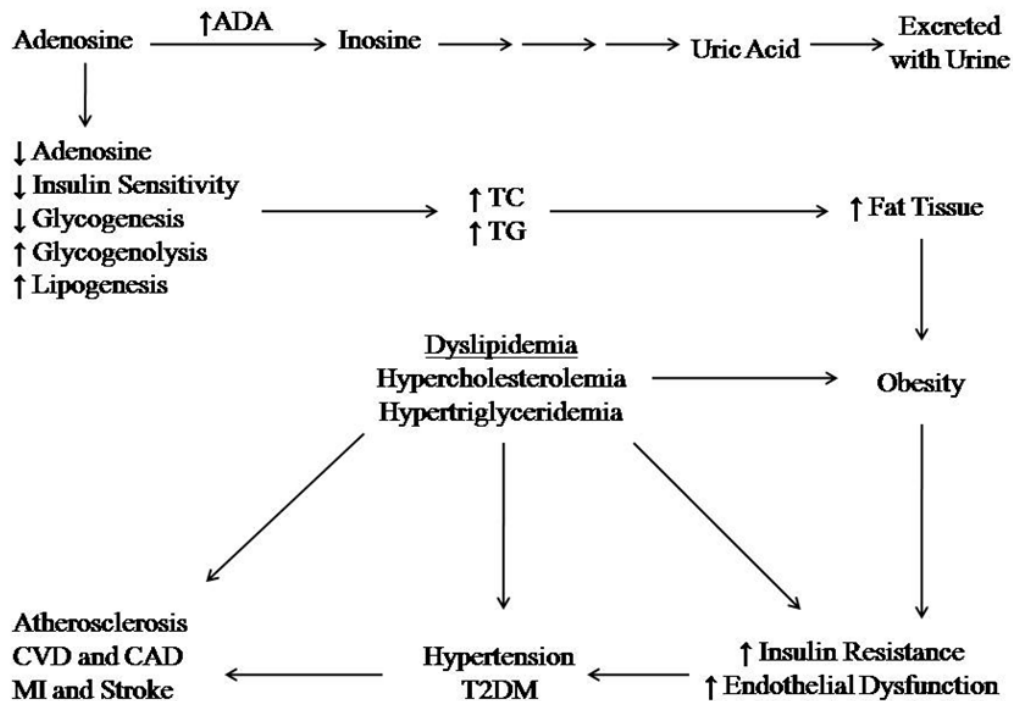 Adenosine
↑ADA
Inosine
Uric Acid
Excreted
with Urine
↓ Adenosine
↓ Insulin Sensitivity
↓ Glycogenesis
↑ Glycogenolysis
↑ Lipogenesis
↑ TC
↑ TG
↑ Fat Tissue
Dyslipidemia
Hypercholesterolemia
Hypertriglyceridemia
Obesity
Atherosclerosis
CVD and CAD
MI and Stroke
Hypertension
T2DM
↑ Insulin Resistance
↑ Endothelial Dysfunction